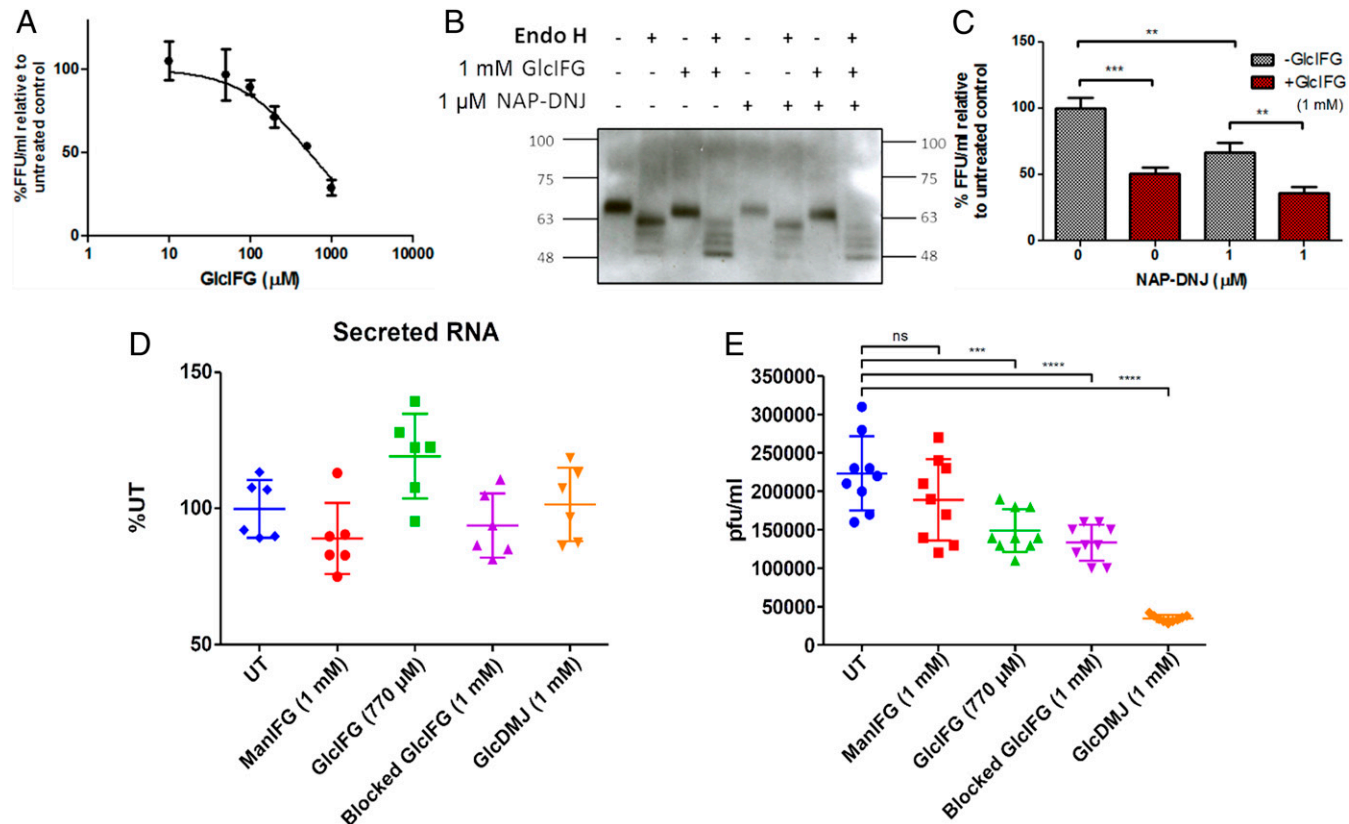 A
%FFU/ml relative to
untreated control
100
50
0
1 10 100 1000 10000
GlcIFG (μM)
B
Endo H - + - + - + - +
1 mM GlcIFG - - + + - - + +
1 μM NAP-DNJ - - - - + + + +
100 100
75 75
63 63
48 48
C
% FFU/ml relative
to untreated control
150
100
50
0
**
***
**
-GlcIFG
+GlcIFG
(1 mM)
0 0 1 1
NAP-DNJ (μM)
D
Secreted RNA
%UT
150
100
50
UT
ManIFG (1 mM)
GlcIFG (770 μM)
Blocked GlcIFG (1 mM)
GlcDMJ (1 mM)
E
ns
***
****
****
pfu/ml
350000
300000
250000
200000
150000
100000
50000
0
UT
ManIFG (1 mM)
GlcIFG (770 μM)
Blocked GlcIFG (1 mM)
GlcDMJ (1 mM)